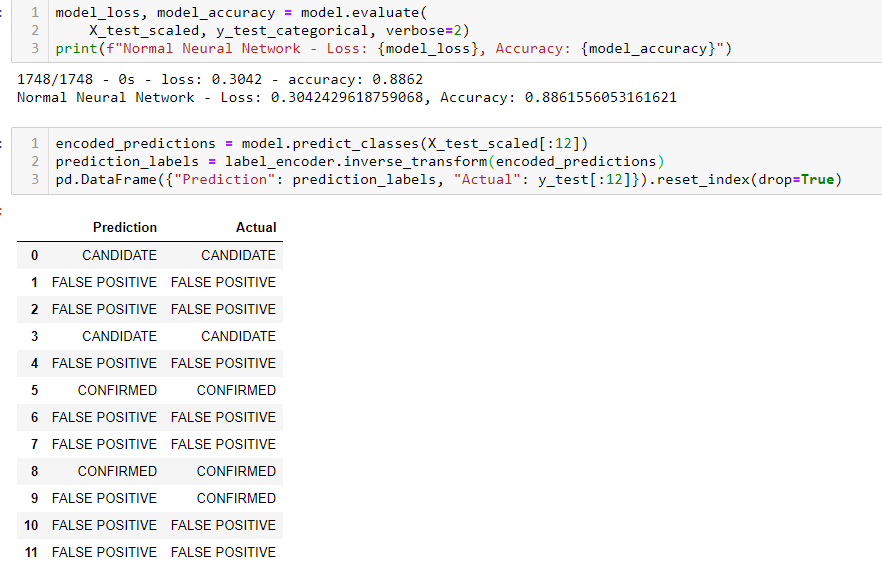 1 model_loss, model_accuracy = model.evaluate(
2     X_test_scaled, y_test_categorical, verbose=2)
3 print(f"Normal Neural Network - Loss: {model_loss}, Accuracy: {model_accuracy}")
1748/1748 - 0s - loss: 0.3042 - accuracy: 0.8862
Normal Neural Network - Loss: 0.3042429618759068, Accuracy: 0.8861556053161621
1 encoded_predictions = model.predict_classes(X_test_scaled[:12])
2 prediction_labels = label_encoder.inverse_transform(encoded_predictions)
3 pd.DataFrame({"Prediction": prediction_labels, "Actual": y_test[:12]}).reset_index(drop=True)
Prediction Actual
0 CANDIDATE CANDIDATE
1 FALSE POSITIVE FALSE POSITIVE
2 FALSE POSITIVE FALSE POSITIVE
3 CANDIDATE CANDIDATE
4 FALSE POSITIVE FALSE POSITIVE
5 CONFIRMED CONFIRMED
6 FALSE POSITIVE FALSE POSITIVE
7 FALSE POSITIVE FALSE POSITIVE
8 CONFIRMED CONFIRMED
9 FALSE POSITIVE CONFIRMED
10 FALSE POSITIVE FALSE POSITIVE
11 FALSE POSITIVE FALSE POSITIVE